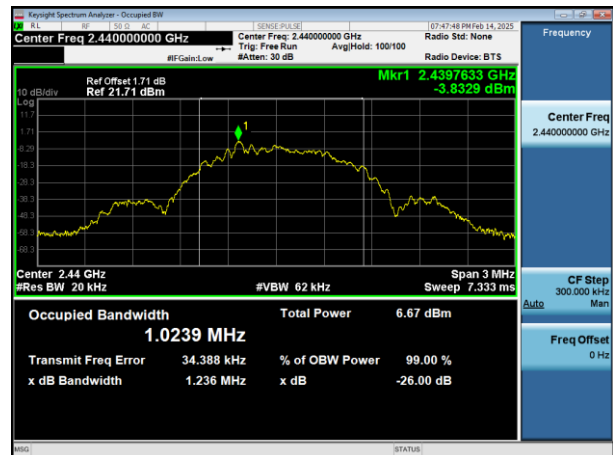 Keysight Spectrum Analyzer - Occupied BW
RL RF 50 Ω AC SENSE:PULSE 07:47:48 PM Feb 14, 2025
Center Freq 2.440000000 GHz Center Freq: 2.440000000 GHz Radio Std: None Frequency
Trig: Free Run Avg|Hold: 100/100
#IFGain:Low #Atten: 30 dB Radio Device: BTS
Ref Offset 1.71 dB Mkr1 2.4397633 GHz
10 dB/div Ref 21.71 dBm -3.8329 dBm
Log
11.7
1.71
-8.29
-18.3
-28.3
-38.3
-48.3
-58.3
-68.3
1
Center 2.44 GHz Span 3 MHz
#Res BW 20 kHz #VBW 62 kHz Sweep 7.333 ms
Occupied Bandwidth Total Power 6.67 dBm
1.0239 MHz
Transmit Freq Error 34.388 kHz % of OBW Power 99.00 %
x dB Bandwidth 1.236 MHz x dB -26.00 dB
Center Freq
2.440000000 GHz
CF Step
300.000 kHz
Auto Man
Freq Offset
0 Hz
MSG STATUS